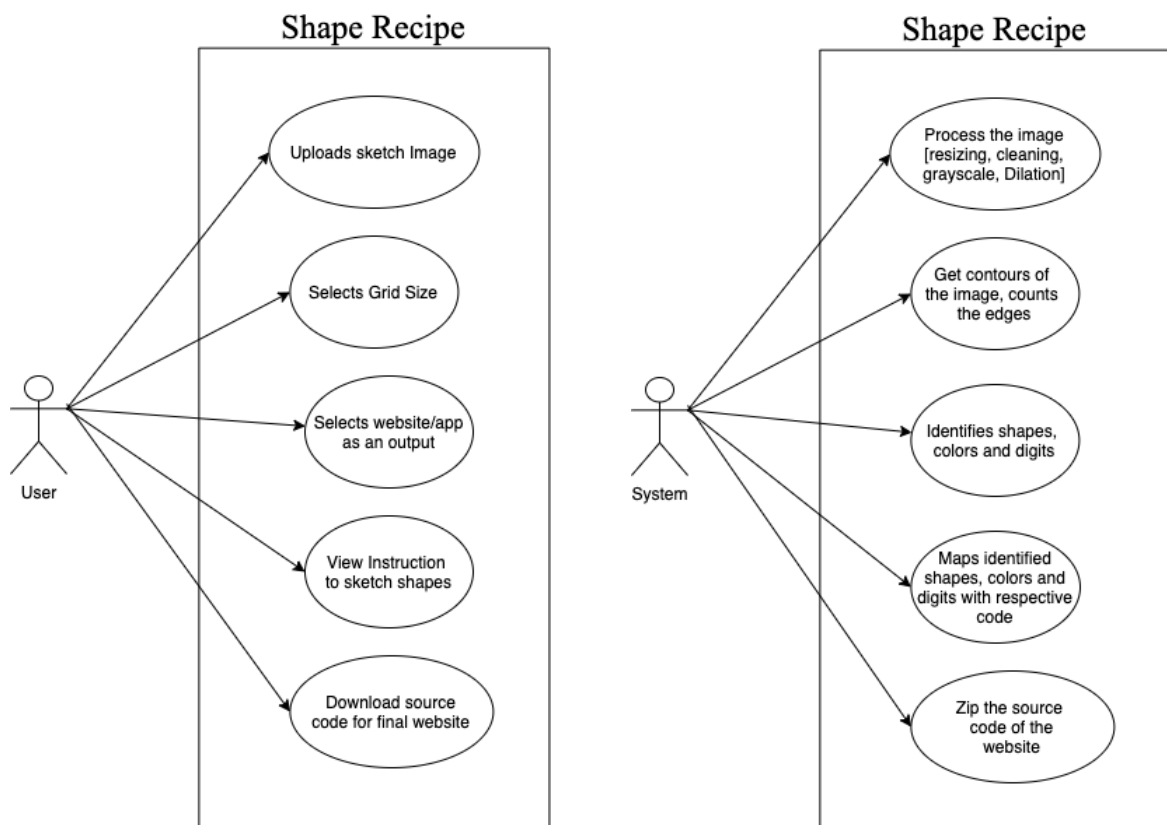 Shape Recipe
Uploads sketch Image
Selects Grid Size
Selects website/app
as an output
View Instruction
to sketch shapes
Download source
code for final website
User
Shape Recipe
Process the image
[resizing, cleaning,
grayscale, Dilation]
Get contours of
the image, counts
the edges
Identifies shapes,
colors and digits
Maps identified
shapes, colors and
digits with respective
code
Zip the source
code of the
website
System